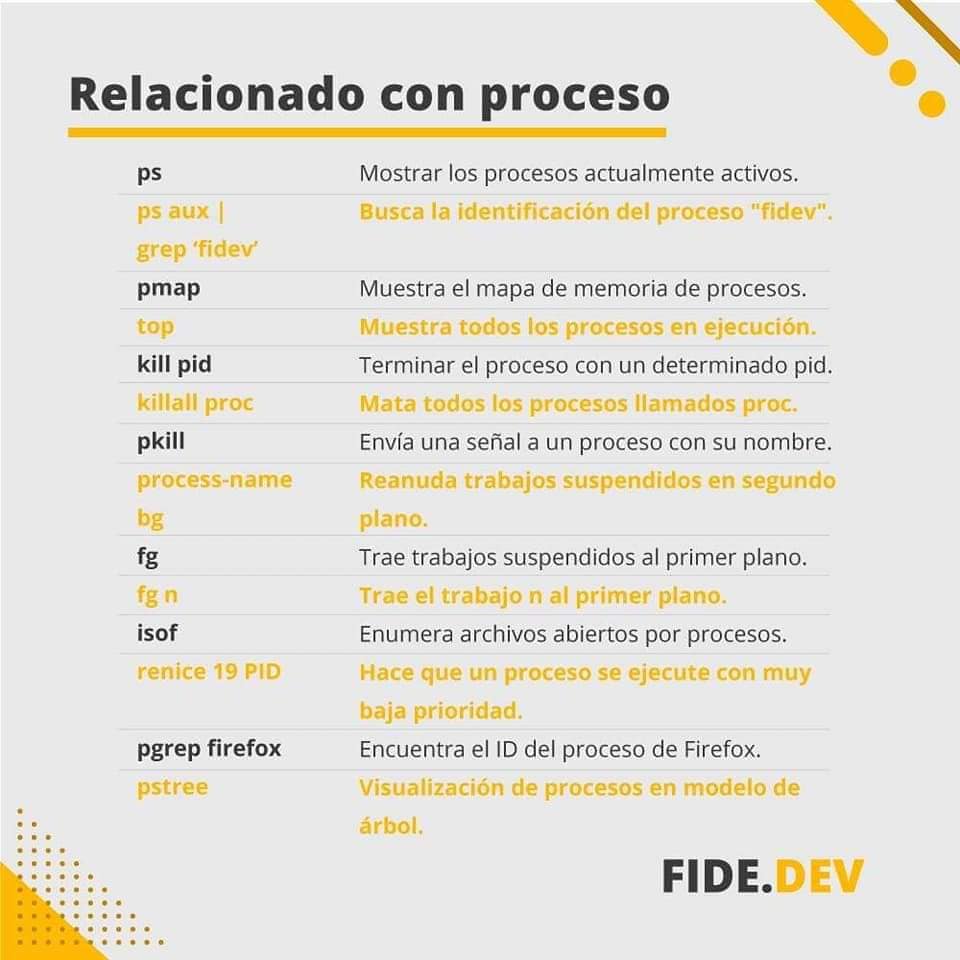 Relacionado con proceso
ps Mostrar los procesos actualmente activos.
ps aux | Busca la identificación del proceso "fidev".
grep ‘fidev’
pmap Muestra el mapa de memoria de procesos.
top Muestra todos los procesos en ejecución.
kill pid Terminar el proceso con un determinado pid.
killall proc Mata todos los procesos llamados proc.
pkill Envía una señal a un proceso con su nombre.
process-name Reanuda trabajos suspendidos en segundo
bg plano.
fg Trae trabajos suspendidos al primer plano.
fg n Trae el trabajo n al primer plano.
isof Enumera archivos abiertos por procesos.
renice 19 PID Hace que un proceso se ejecute con muy
baja prioridad.
pgrep firefox Encuentra el ID del proceso de Firefox.
pstree Visualización de procesos en modelo de
árbol.
FIDE.DEV